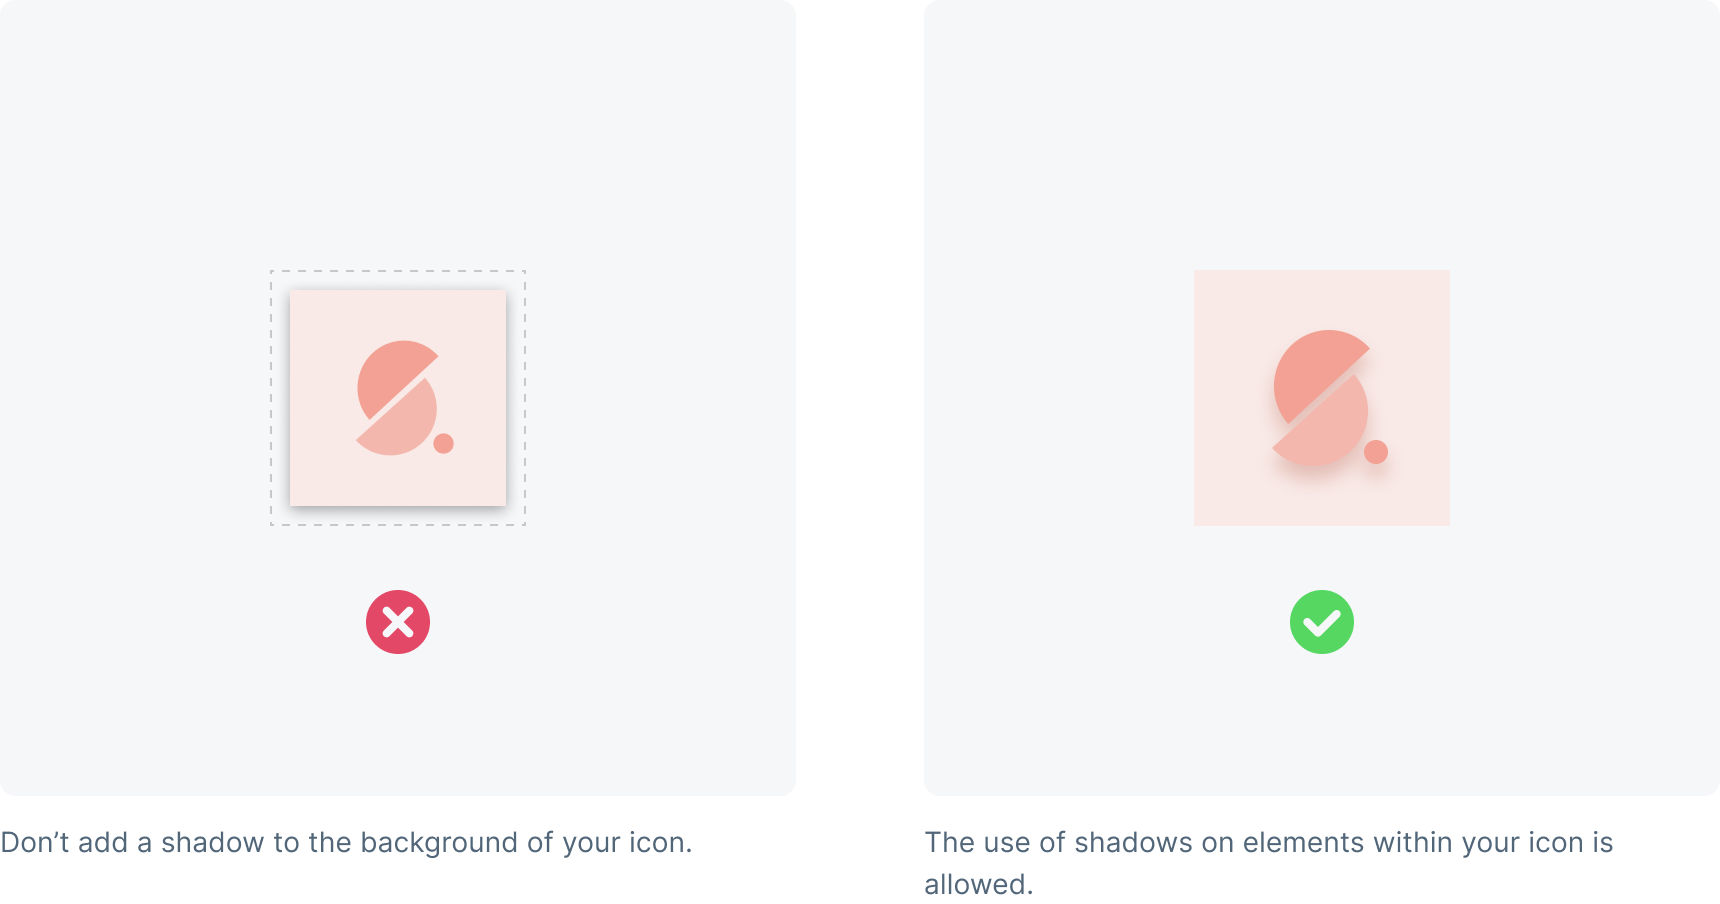 Don’t add a shadow to the background of your icon.
The use of shadows on elements within your icon is
allowed.